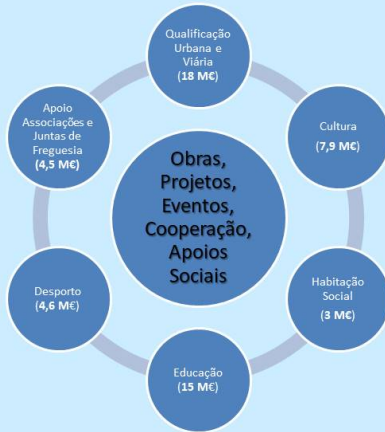 Qualificação
Urbana e
Viária
(18 M€)
Cultura
(7,9 M€)
Habitação
Social
(3 M€)
Educação
(15 M€)
Desporto
(4,6 M€)
Apoio
Associações e
Juntas de
Freguesia
(4,5 M€)
Obras,
Projetos,
Eventos,
Cooperação,
Apoios
Sociais